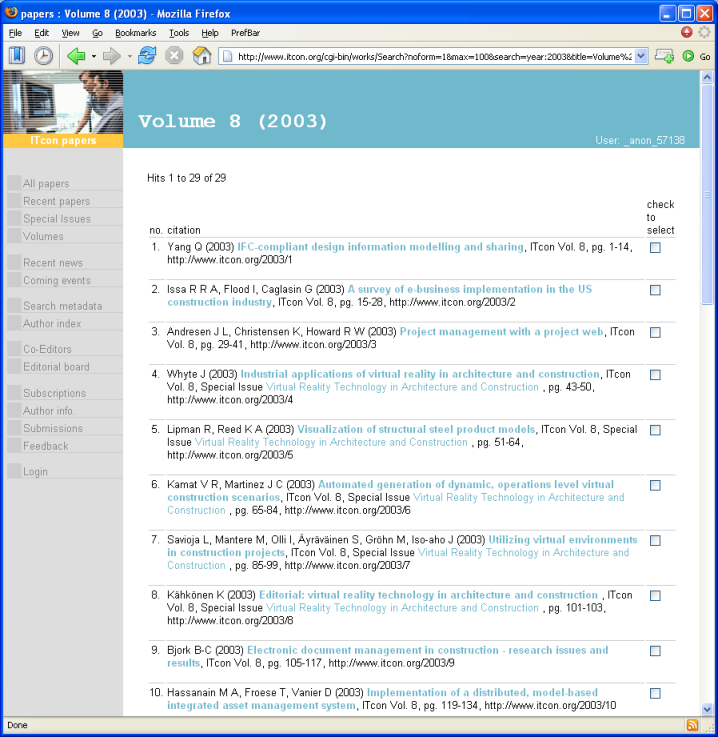 papers : Volume 8 (2003) - Mozilla Firefox
File Edit View Go Bookmarks Tools Help PrefBar
http://www.itcon.org/cgi-bin/works/Search?noform=1&max=100&search=year:2003&title=Volume%2
Go
Volume 8 (2003)
ITcon papers
User: _anon_57138
All papers
Recent papers
Special Issues
Volumes
Recent news
Coming events
Search metadata
Author index
Co-Editors
Editorial board
Subscriptions
Author info.
Submissions
Feedback
Login
Hits 1 to 29 of 29
check
to
no. citation select
1. Yang Q (2003) IFC-compliant design information modelling and sharing, ITcon Vol. 8, pg. 1-14,
http://www.itcon.org/2003/1
2. Issa R R A, Flood I, Caglasin G (2003) A survey of e-business implementation in the US
construction industry, ITcon Vol. 8, pg. 15-28, http://www.itcon.org/2003/2
3. Andresen J L, Christensen K, Howard R W (2003) Project management with a project web, ITcon
Vol. 8, pg. 29-41, http://www.itcon.org/2003/3
4. Whyte J (2003) Industrial applications of virtual reality in architecture and construction, ITcon
Vol. 8, Special Issue Virtual Reality Technology in Architecture and Construction , pg. 43-50,
http://www.itcon.org/2003/4
5. Lipman R, Reed K A (2003) Visualization of structural steel product models, ITcon Vol. 8, Special
Issue Virtual Reality Technology in Architecture and Construction , pg. 51-64,
http://www.itcon.org/2003/5
6. Kamat V R, Martinez J C (2003) Automated generation of dynamic, operations level virtual
construction scenarios, ITcon Vol. 8, Special Issue Virtual Reality Technology in Architecture and
Construction , pg. 65-84, http://www.itcon.org/2003/6
7. Savioja L, Mantere M, Olli I, Äyräväinen S, Gröhn M, Iso-aho J (2003) Utilizing virtual environments
in construction projects, ITcon Vol. 8, Special Issue Virtual Reality Technology in Architecture and
Construction , pg. 85-99, http://www.itcon.org/2003/7
8. Kähkönen K (2003) Editorial: virtual reality technology in architecture and construction , ITcon
Vol. 8, Special Issue Virtual Reality Technology in Architecture and Construction , pg. 101-103,
http://www.itcon.org/2003/8
9. Bjork B-C (2003) Electronic document management in construction - research issues and
results, ITcon Vol. 8, pg. 105-117, http://www.itcon.org/2003/9
10. Hassanain M A, Froese T, Vanier D (2003) Implementation of a distributed, model-based
integrated asset management system, ITcon Vol. 8, pg. 119-134, http://www.itcon.org/2003/10
Done